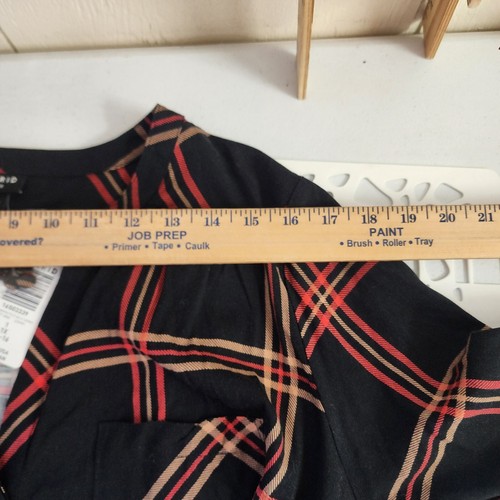 RID
9 10 11 12 13 14 15 16 17 18 19 20 21
overed?
JOB PREP
• Primer • Tape • Caulk
PAINT
• Brush • Roller • Tray